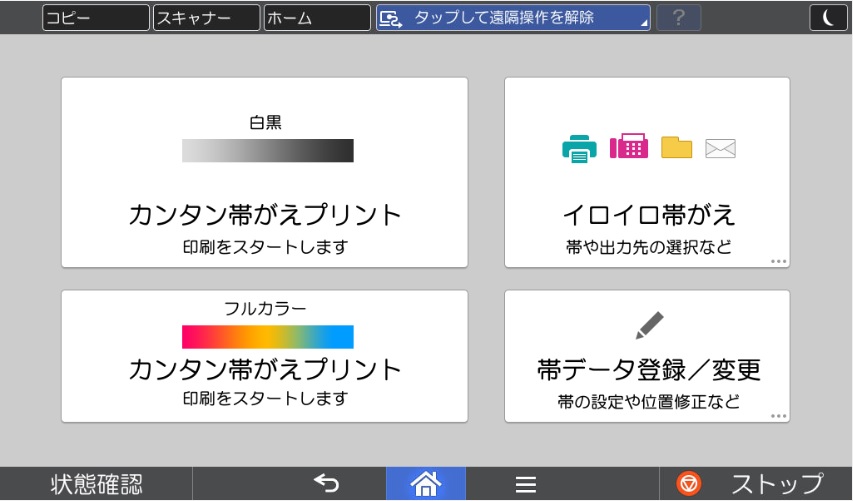 コピー
スキャナー
ホーム
タップして遠隔操作を解除
?
白黒
カンタン帯がえプリント
印刷をスタートします
イロイロ帯がえ
帯や出力先の選択など
フルカラー
カンタン帯がえプリント
印刷をスタートします
帯データ登録／変更
帯の設定や位置修正など
状態確認
ストップ